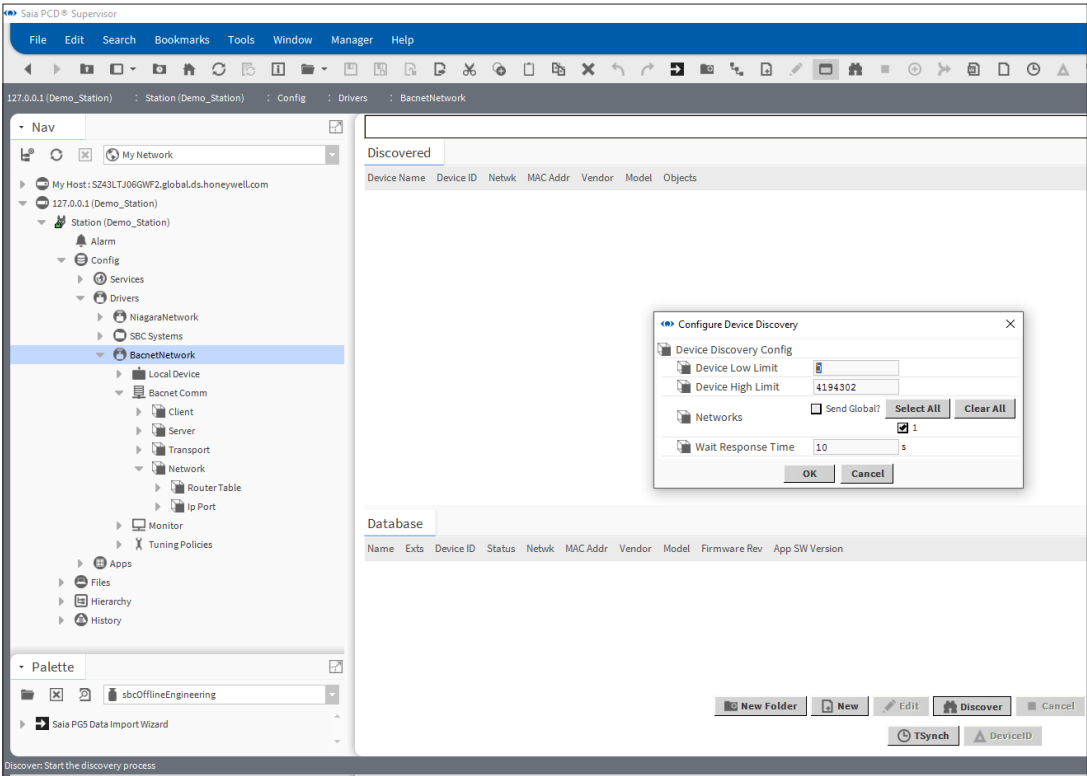 Saia PCD® Supervisor
File Edit Search Bookmarks Tools Window Manager Help
127.0.0.1 (Demo_Station) : Station (Demo_Station) : Config : Drivers : BacnetNetwork
Nav
My Network
My Host : SZ43LTJ06GWF2.global.ds.honeywell.com
127.0.0.1 (Demo_Station)
Station (Demo_Station)
Alarm
Config
Services
Drivers
NiagaraNetwork
SBC Systems
BacnetNetwork
Local Device
Bacnet Comm
Client
Server
Transport
Network
Router Table
Ip Port
Monitor
Tuning Policies
Apps
Files
Hierarchy
History
Palette
sbcOfflineEngineering
Saia PG5 Data Import Wizard
Discovered
Device Name Device ID Netwk MAC Addr Vendor Model Objects
Configure Device Discovery
Device Discovery Config
Device Low Limit 0
Device High Limit 4194302
Networks Send Global? Select All Clear All
1
Wait Response Time 10 s
OK Cancel
Database
Name Exts Device ID Status Netwk MAC Addr Vendor Model Firmware Rev App SW Version
New Folder New Edit Discover Cancel
TSynch DeviceID
Discover: Start the discovery process